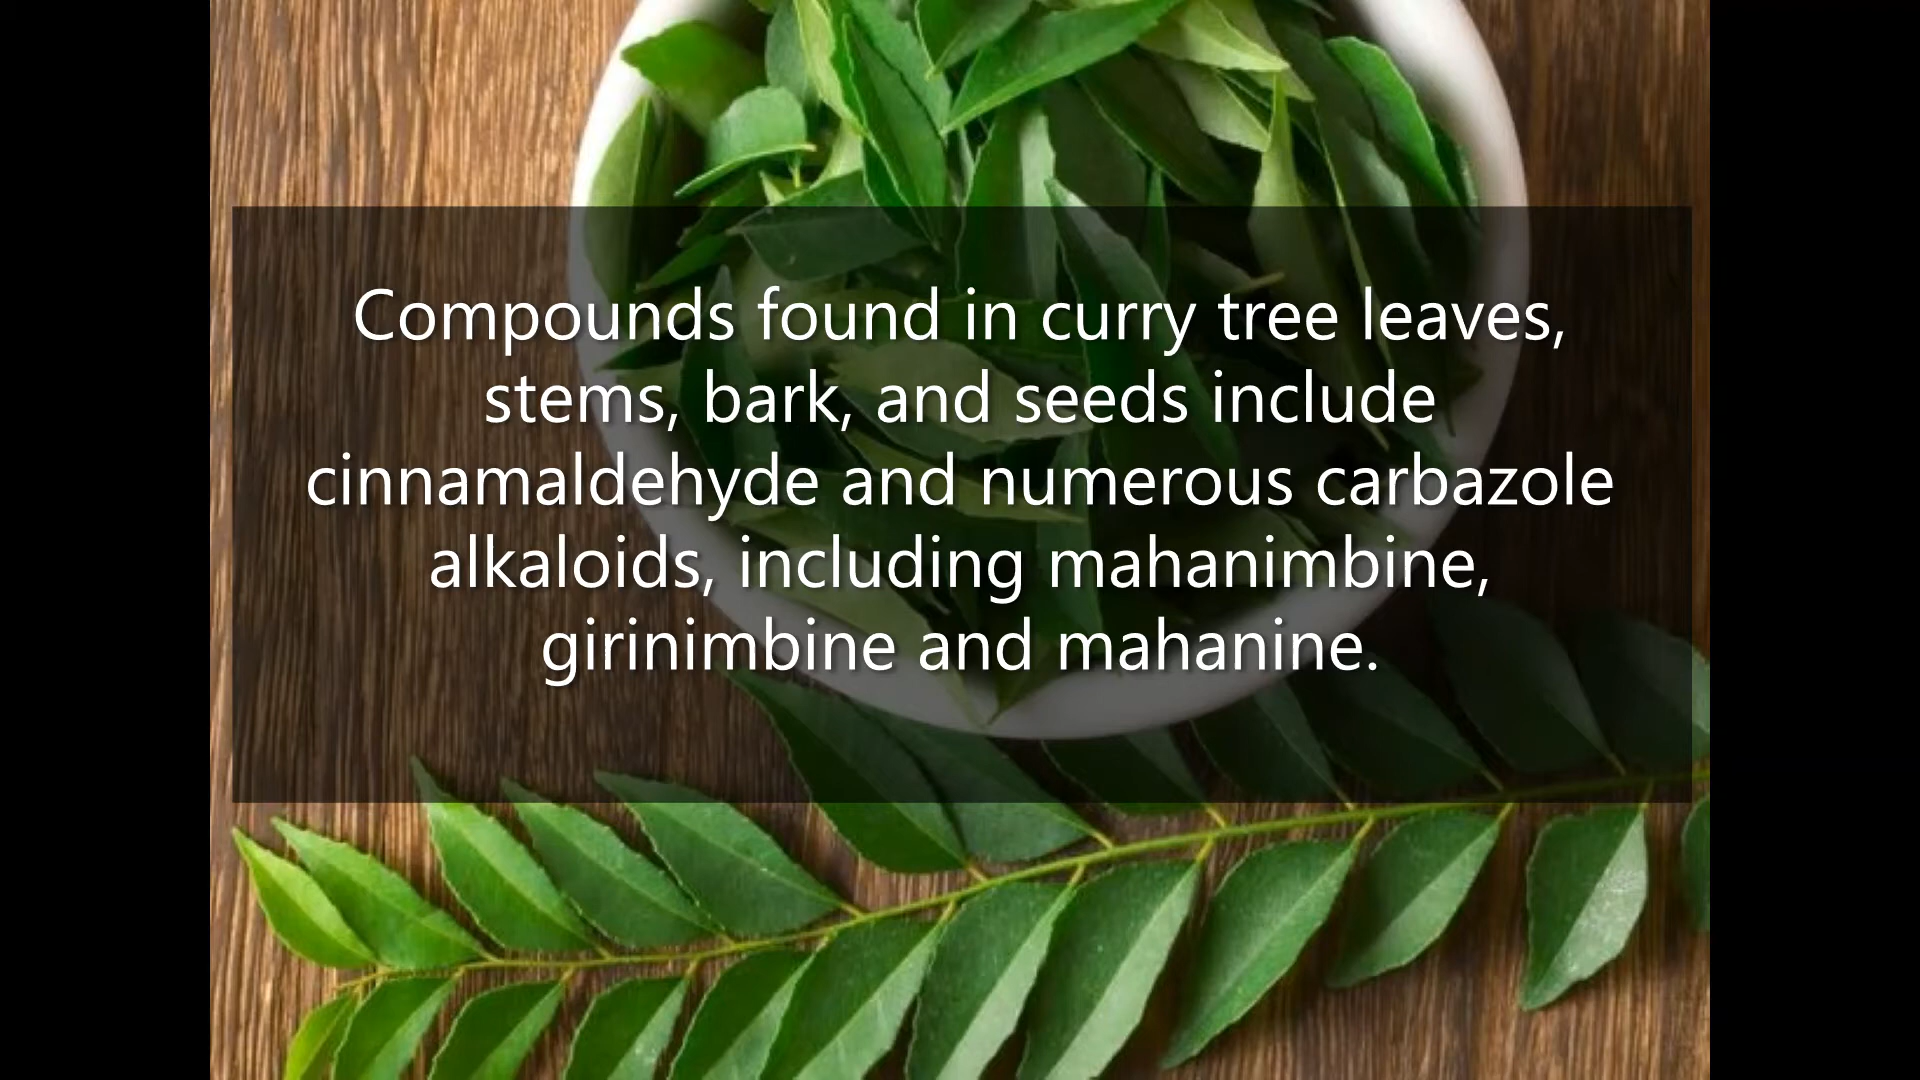 Compounds found in curry tree leaves,
stems, bark, and seeds include
cinnamaldehyde and numerous carbazole
alkaloids, including mahanimbine,
girinimbine and mahanine.